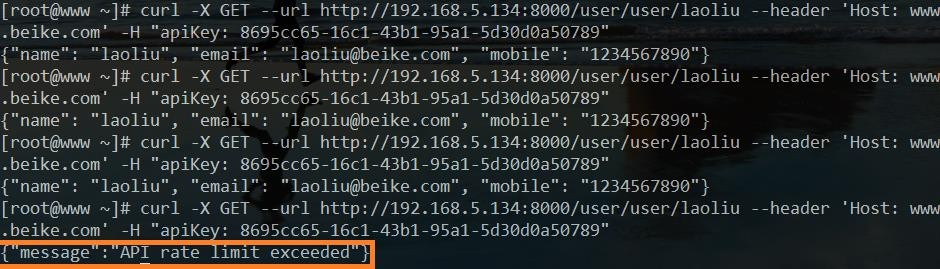 [root@www ~]# curl -X GET --url http://192.168.5.134:8000/user/user/laoliu --header 'Host: www
.beike.com' -H "apiKey: 8695cc65-16c1-43b1-95a1-5d30d0a50789"
{"name": "laoliu", "email": "laoliu@beike.com", "mobile": "1234567890"}
[root@www ~]# curl -X GET --url http://192.168.5.134:8000/user/user/laoliu --header 'Host: www
.beike.com' -H "apiKey: 8695cc65-16c1-43b1-95a1-5d30d0a50789"
{"name": "laoliu", "email": "laoliu@beike.com", "mobile": "1234567890"}
[root@www ~]# curl -X GET --url http://192.168.5.134:8000/user/user/laoliu --header 'Host: www
.beike.com' -H "apiKey: 8695cc65-16c1-43b1-95a1-5d30d0a50789"
{"name": "laoliu", "email": "laoliu@beike.com", "mobile": "1234567890"}
[root@www ~]# curl -X GET --url http://192.168.5.134:8000/user/user/laoliu --header 'Host: www
.beike.com' -H "apiKey: 8695cc65-16c1-43b1-95a1-5d30d0a50789"
{"message":"API rate limit exceeded"}